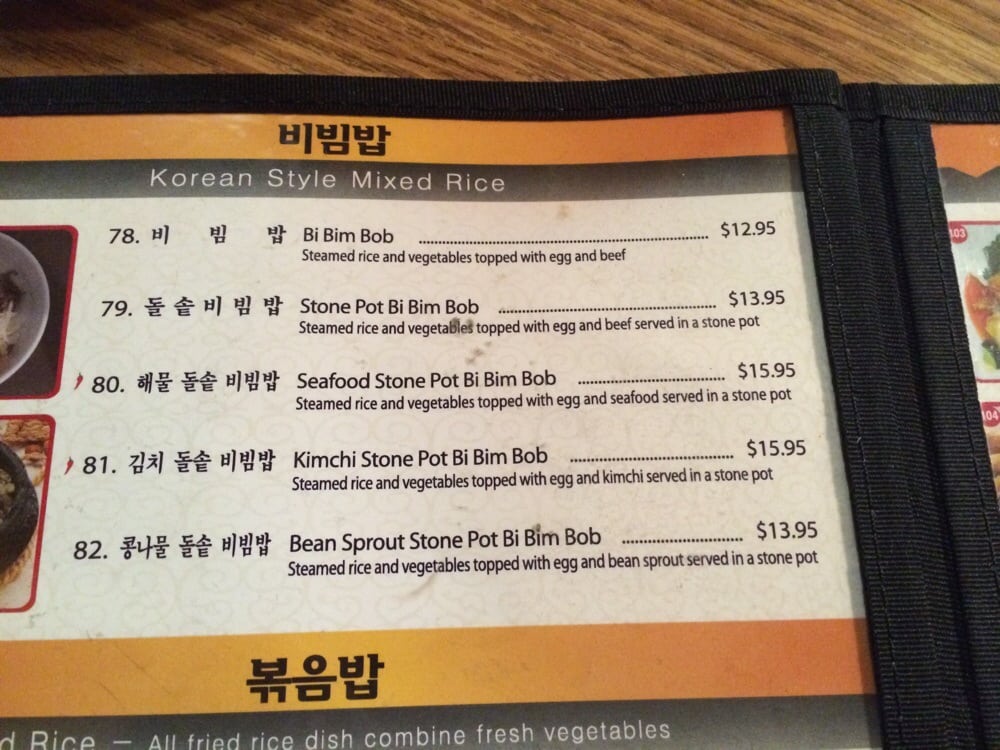 비빔밥
Korean Style Mixed Rice
78. 비 빔 밥 Bi Bim Bob ........ $12.95
Steamed rice and vegetables topped with egg and beef
79. 돌 솥 비 빔 밥 Stone Pot Bi Bim Bob ........ $13.95
Steamed rice and vegetables topped with egg and beef served in a stone pot
80. 해물 돌솥 비빔밥 Seafood Stone Pot Bi Bim Bob ........ $15.95
Steamed rice and vegetables topped with egg and seafood served in a stone pot
81. 김치 돌솥 비빔밥 Kimchi Stone Pot Bi Bim Bob ........ $15.95
Steamed rice and vegetables topped with egg and kimchi served in a stone pot
82. 콩나물 돌솥 비빔밥 Bean Sprout Stone Pot Bi Bim Bob ........ $13.95
Steamed rice and vegetables topped with egg and bean sprout served in a stone pot
볶음밥
d Rice – All fried rice dish combine fresh vegetables
103
104